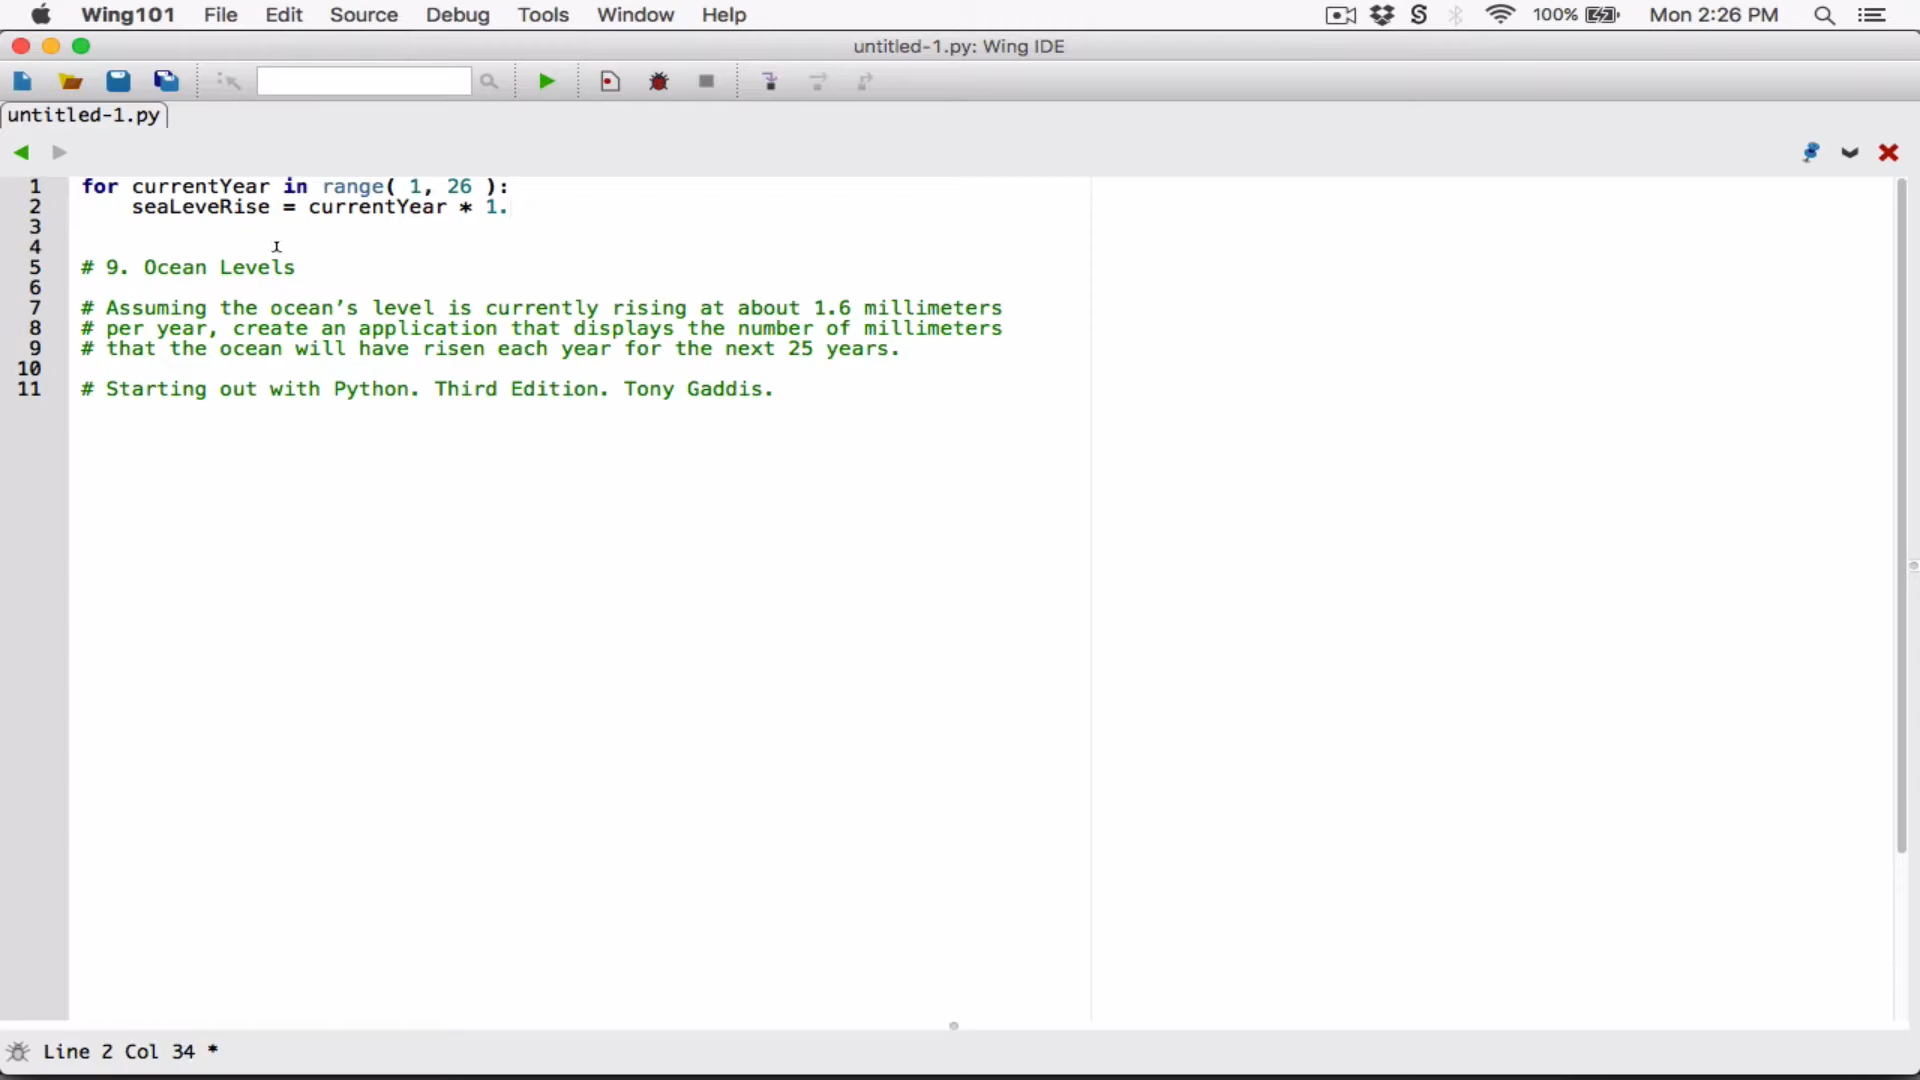 Wing101 File Edit Source Debug Tools Window Help 100% Mon 2:26 PM
untitled-1.py: Wing IDE
untitled-1.py
1 for currentYear in range( 1, 26 ):
2 seaLeveRise = currentYear * 1.
3
4
5 # 9. Ocean Levels
6
7 # Assuming the ocean’s level is currently rising at about 1.6 millimeters
8 # per year, create an application that displays the number of millimeters
9 # that the ocean will have risen each year for the next 25 years.
10
11 # Starting out with Python. Third Edition. Tony Gaddis.
Line 2 Col 34 *